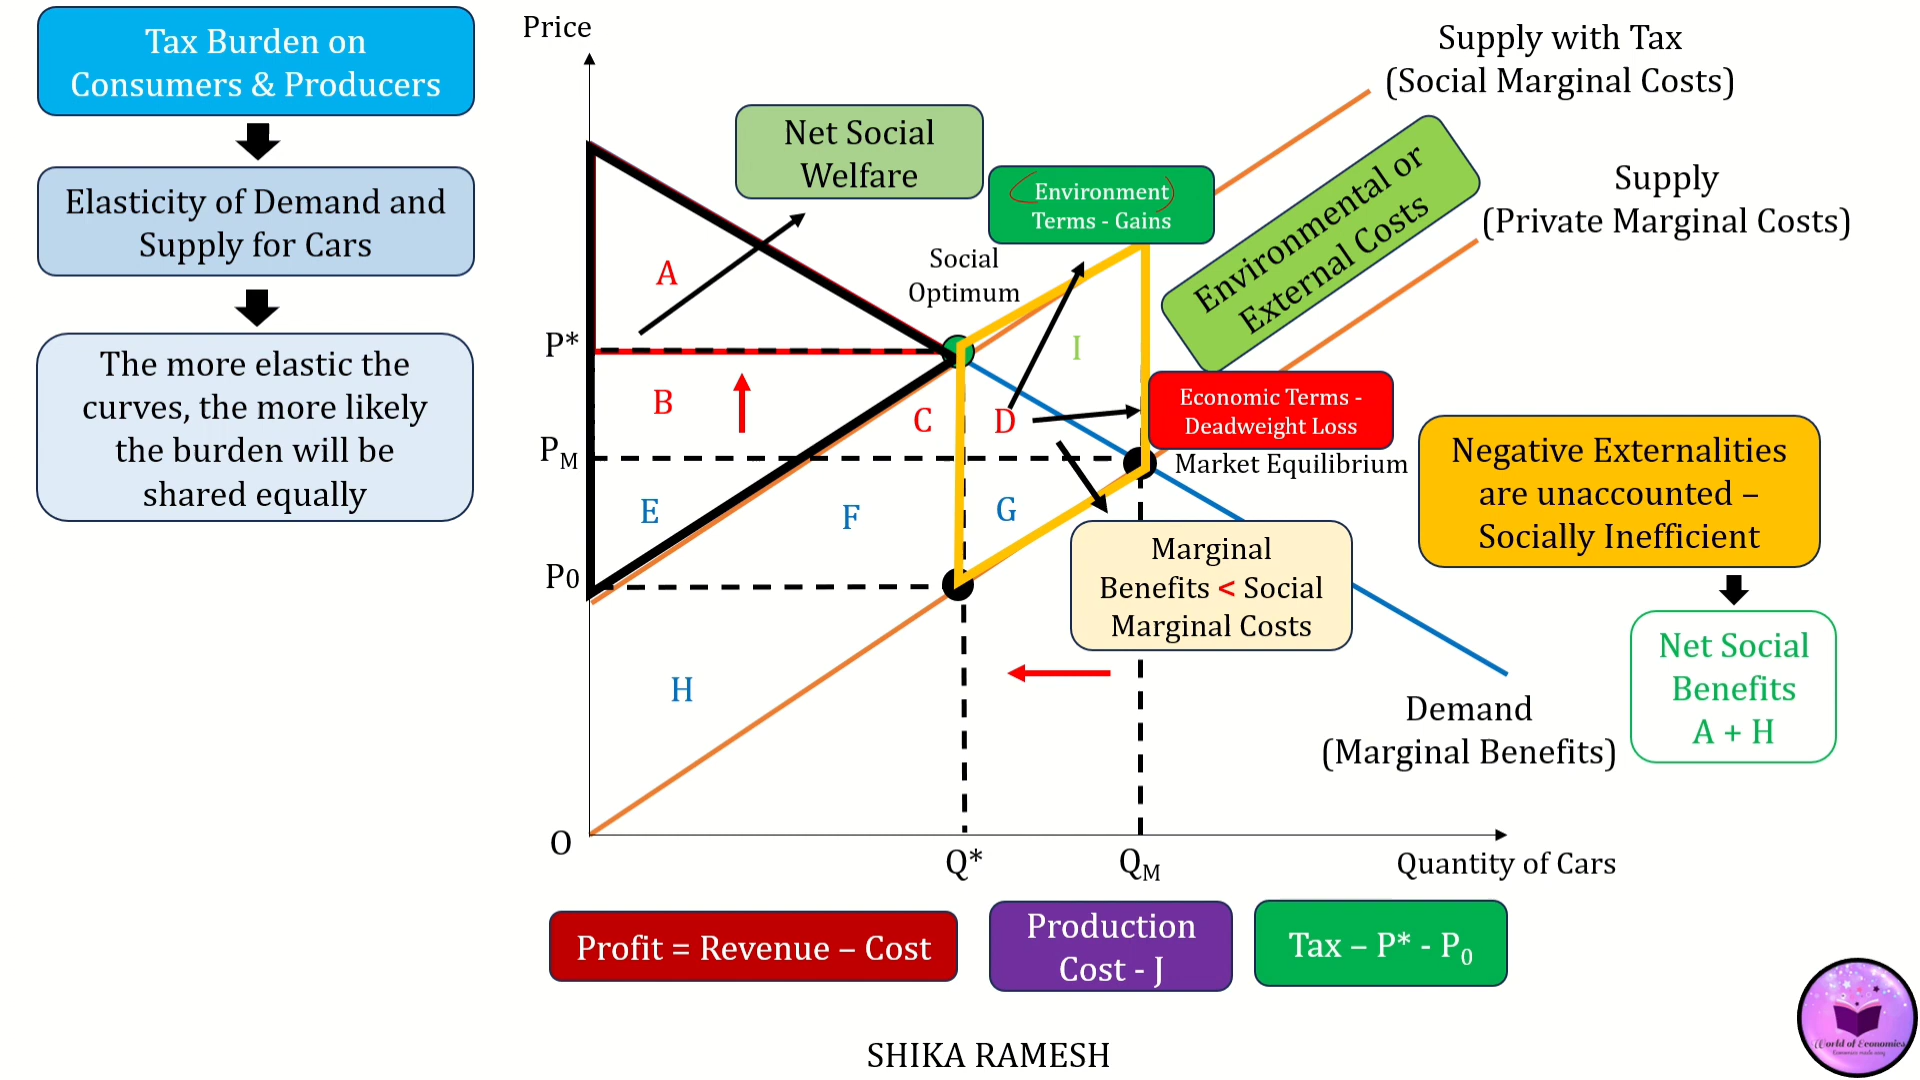 Tax Burden on
Consumers & Producers
Elasticity of Demand and
Supply for Cars
The more elastic the
curves, the more likely
the burden will be
shared equally
Price
Net Social
Welfare
Environment
Terms - Gains
Supply with Tax
(Social Marginal Costs)
Environmental or
External Costs
Supply
(Private Marginal Costs)
Social
Optimum
A
P*
I
B
C
D
Economic Terms -
Deadweight Loss
PM
Market Equilibrium
Negative Externalities
are unaccounted –
Socially Inefficient
E
F
G
P0
Marginal
Benefits < Social
Marginal Costs
H
Net Social
Benefits
A + H
Demand
(Marginal Benefits)
O
Q*
QM
Quantity of Cars
Profit = Revenue – Cost
Production
Cost - J
Tax – P* - P0
SHIKA RAMESH
World of Economics